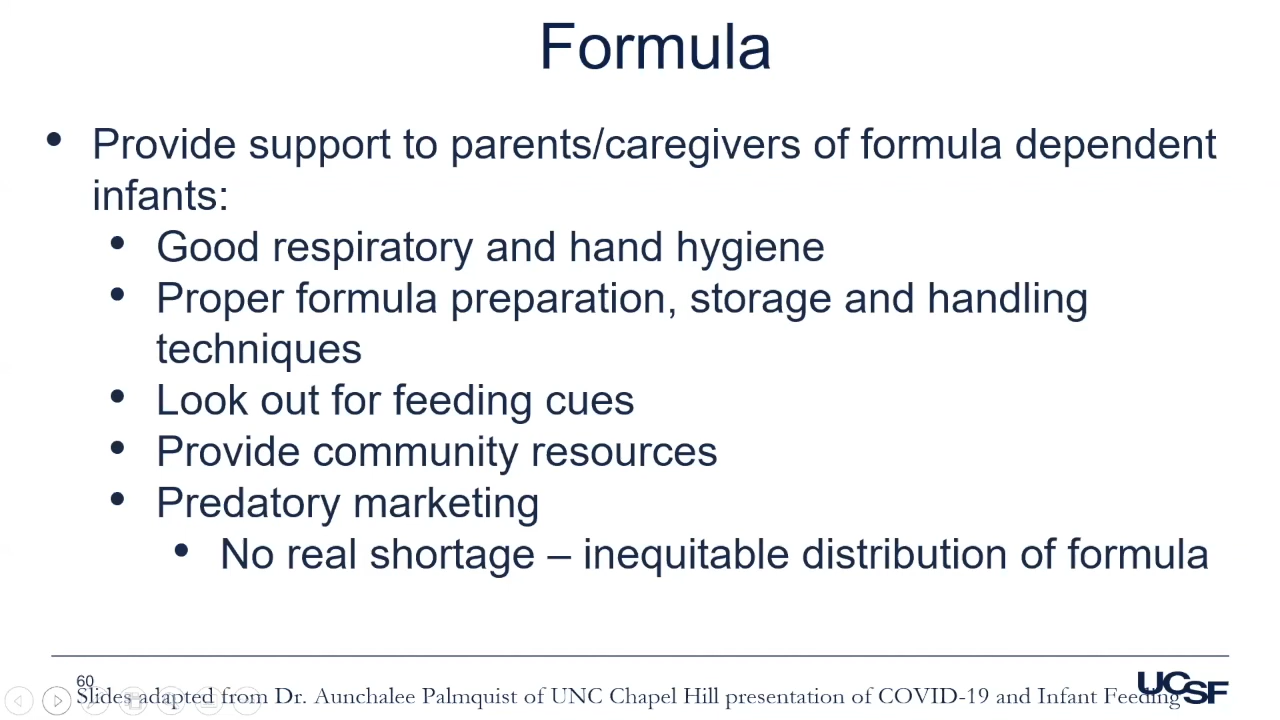 Formula
• Provide support to parents/caregivers of formula dependent
infants:
• Good respiratory and hand hygiene
• Proper formula preparation, storage and handling
techniques
• Look out for feeding cues
• Provide community resources
• Predatory marketing
• No real shortage – inequitable distribution of formula
60
Slides adapted from Dr. Aunchalee Palmquist of UNC Chapel Hill presentation of COVID-19 and Infant Feeding
UCSF